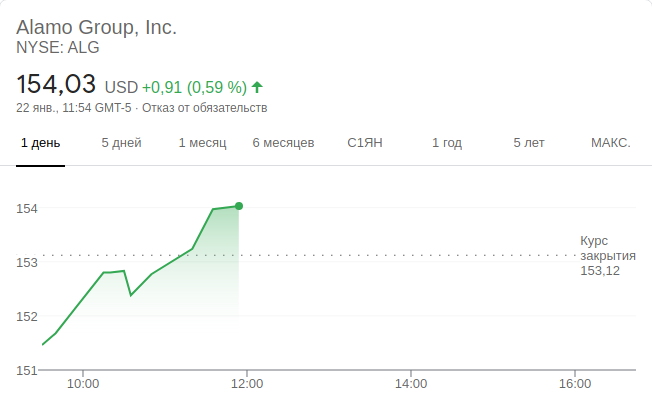 Alamo Group, Inc.
NYSE: ALG
154,03 USD +0,91 (0,59 %)
22 янв., 11:54 GMT-5 · Отказ от обязательств
1 день 5 дней 1 месяц 6 месяцев С1ЯН 1 год 5 лет МАКС.
154
Курс
153 закрытия
153,12
152
151
10:00 12:00 14:00 16:00